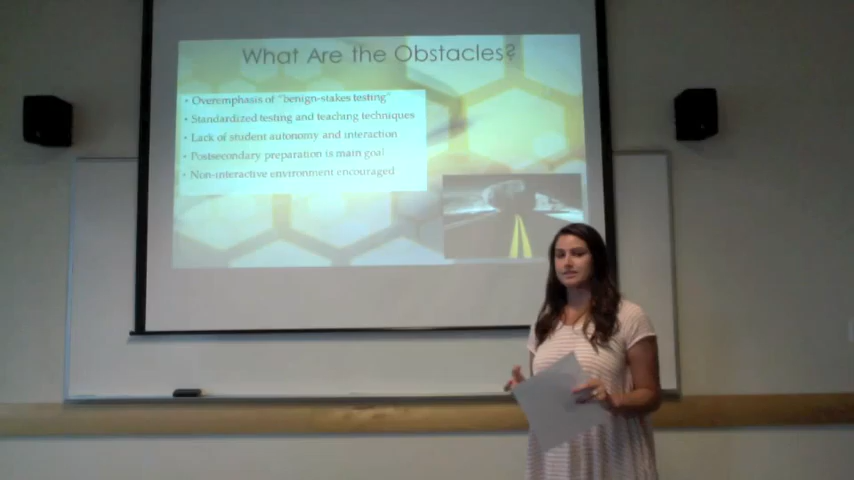 What Are the Obstacles?
• Overemphasis of "benign-stakes testing"
• Standardized testing and teaching techniques
• Lack of student autonomy and interaction
• Postsecondary preparation is main goal
• Non-interactive environment encouraged